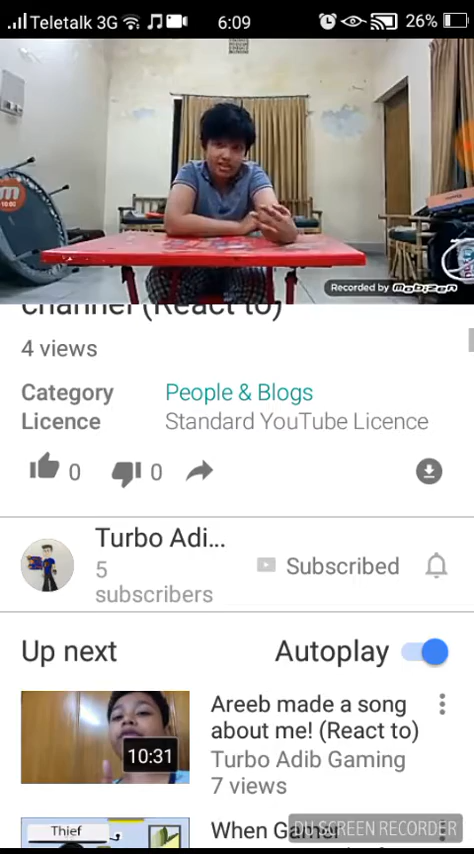 Teletalk 3G 6:09 26%
Recorded by Mobizen
channel (React to)
4 views
Category People & Blogs
Licence Standard YouTube Licence
0 0
Turbo Adi...
5
subscribers
Subscribed
Up next Autoplay
Areeb made a song
about me! (React to)
Turbo Adib Gaming
7 views
10:31
Thief
When Gamer
DU SCREEN RECORDER